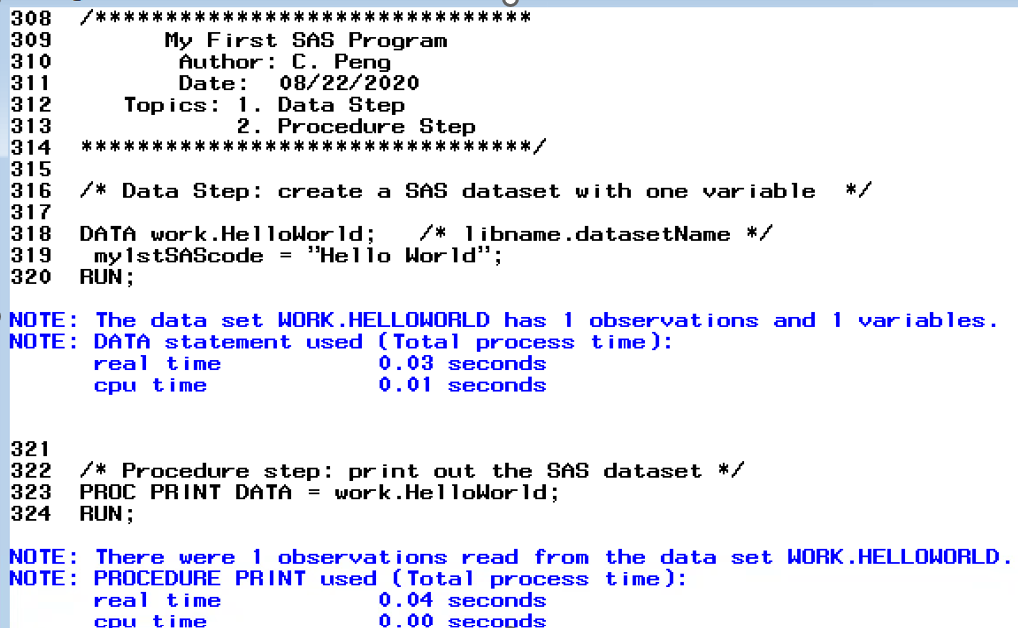 308 /*******************************
309 My First SAS Program
310 Author: C. Peng
311 Date: 08/22/2020
312 Topics: 1. Data Step
313 2. Procedure Step
314 ********************************/
315
316 /* Data Step: create a SAS dataset with one variable */
317
318 DATA work.HelloWorld; /* libname.datasetName */
319 my1stSAScode = "Hello World";
320 RUN;
NOTE: The data set WORK.HELLOWORLD has 1 observations and 1 variables.
NOTE: DATA statement used (Total process time):
real time 0.03 seconds
cpu time 0.01 seconds
321
322 /* Procedure step: print out the SAS dataset */
323 PROC PRINT DATA = work.HelloWorld;
324 RUN;
NOTE: There were 1 observations read from the data set WORK.HELLOWORLD.
NOTE: PROCEDURE PRINT used (Total process time):
real time 0.04 seconds
cpu time 0.00 seconds